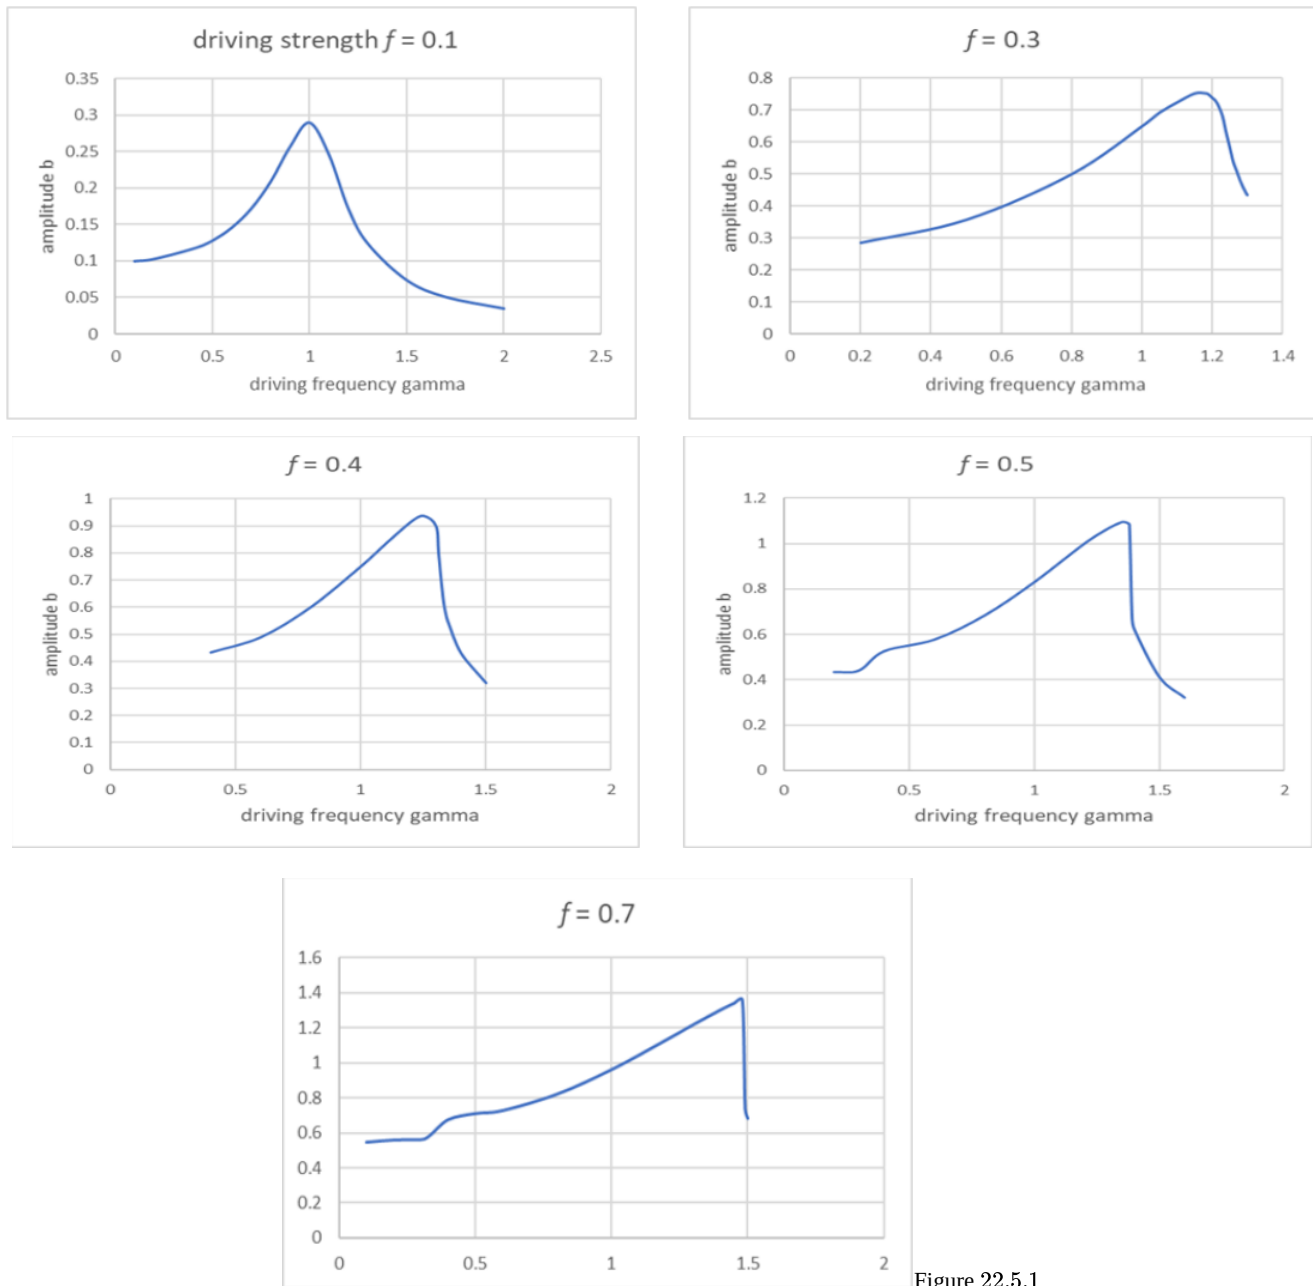 driving strength f = 0.1
0.35
0.3
0.25
0.2
0.15
0.1
0.05
0
amplitude b
0 0.5 1 1.5 2 2.5
driving frequency gamma
f = 0.3
0.8
0.7
0.6
0.5
0.4
0.3
0.2
0.1
0
amplitude b
0 0.2 0.4 0.6 0.8 1 1.2 1.4
driving frequency gamma
f = 0.4
1
0.9
0.8
0.7
0.6
0.5
0.4
0.3
0.2
0.1
0
amplitude b
0 0.5 1 1.5 2
driving frequency gamma
f = 0.5
1.2
1
0.8
0.6
0.4
0.2
0
amplitude b
0 0.5 1 1.5 2
driving frequency gamma
f = 0.7
1.6
1.4
1.2
1
0.8
0.6
0.4
0.2
0
0 0.5 1 1.5 2
Figure 22.5.1